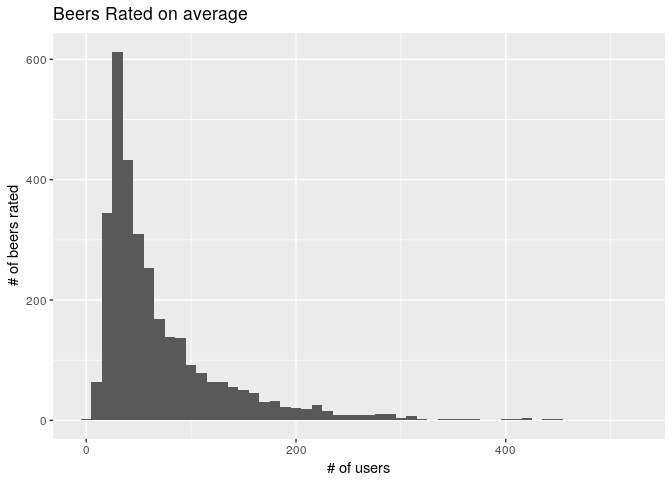 Beers Rated on average
600
400
200
0
# of beers rated
0 200 400
# of users